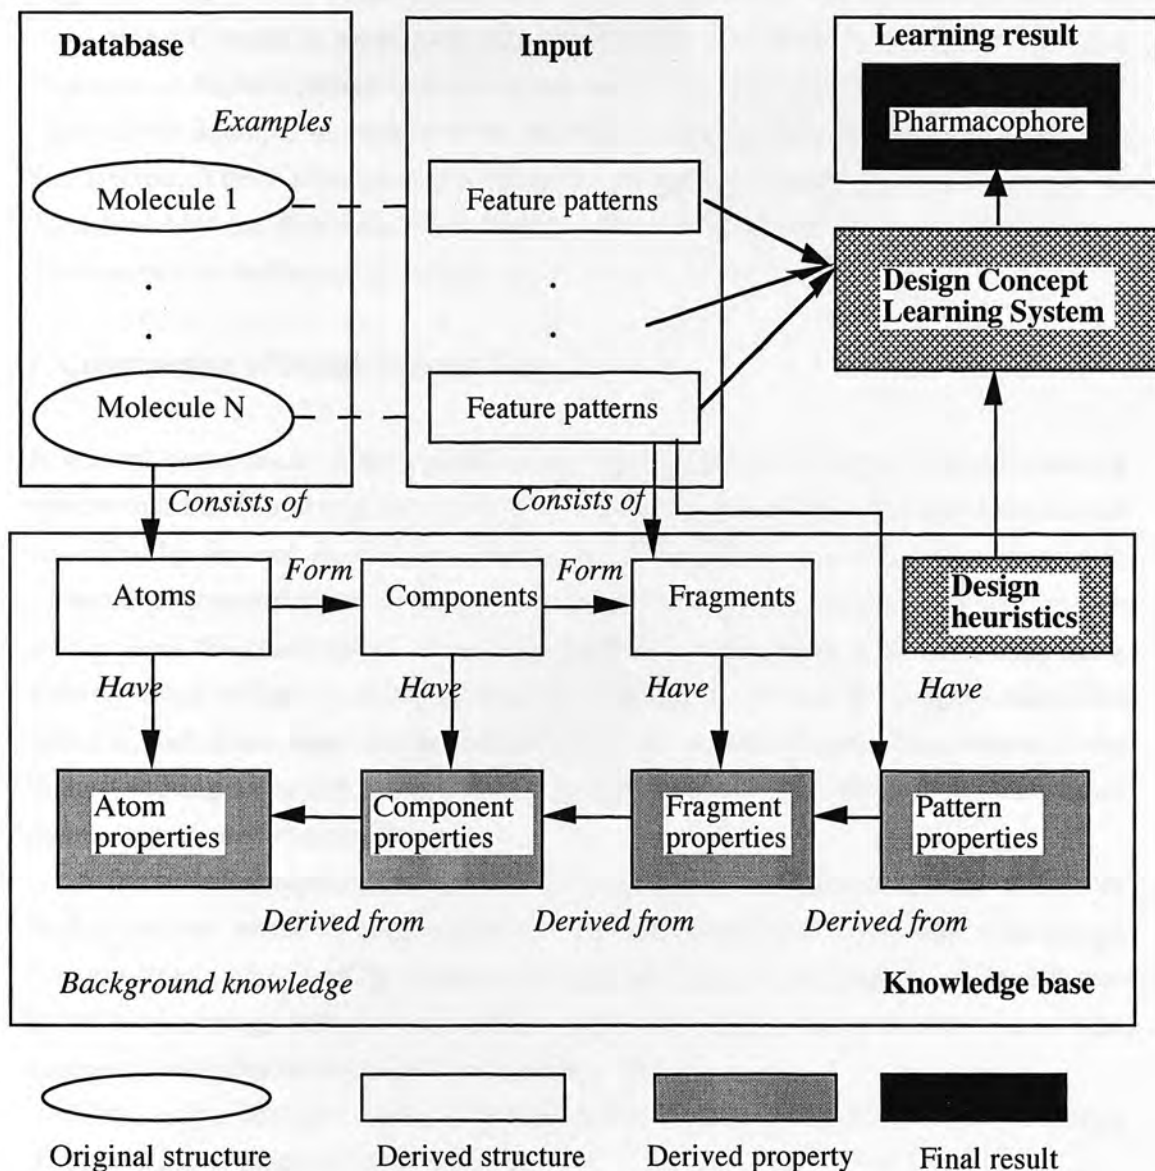 Database
Input
Learning result
Examples
Pharmacophore
Molecule 1
Feature patterns
.
.
.
.
Design Concept
Learning System
Molecule N
Feature patterns
Consists of
Consists of
Form
Form
Atoms
Components
Fragments
Design
heuristics
Have
Have
Have
Have
Atom
properties
Component
properties
Fragment
properties
Pattern
properties
Derived from
Derived from
Derived from
Background knowledge
Knowledge base
Original structure
Derived structure
Derived property
Final result